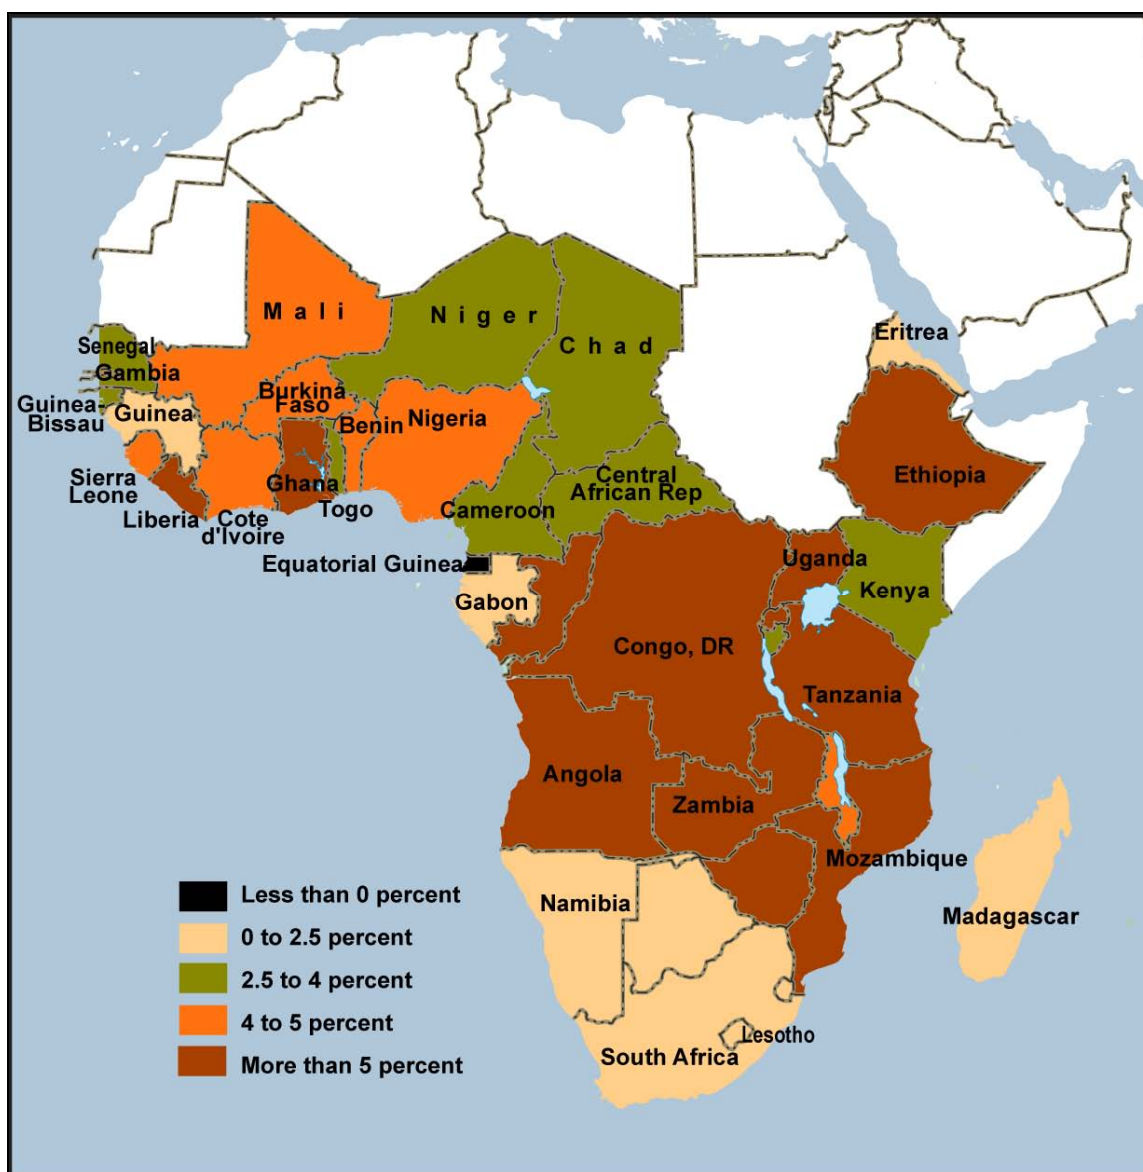 Mali
Niger
Chad
Eritrea
Senegal
Gambia
Guinea-
Bissau
Guinea
Burkina
Faso
Benin
Nigeria
Sierra
Leone
Liberia
Cote
d'Ivoire
Ghana
Togo
Cameroon
Central
African Rep
Ethiopia
Equatorial Guinea
Gabon
Uganda
Kenya
Congo, DR
Tanzania
Angola
Zambia
Mozambique
Namibia
Madagascar
Lesotho
South Africa
Less than 0 percent
0 to 2.5 percent
2.5 to 4 percent
4 to 5 percent
More than 5 percent